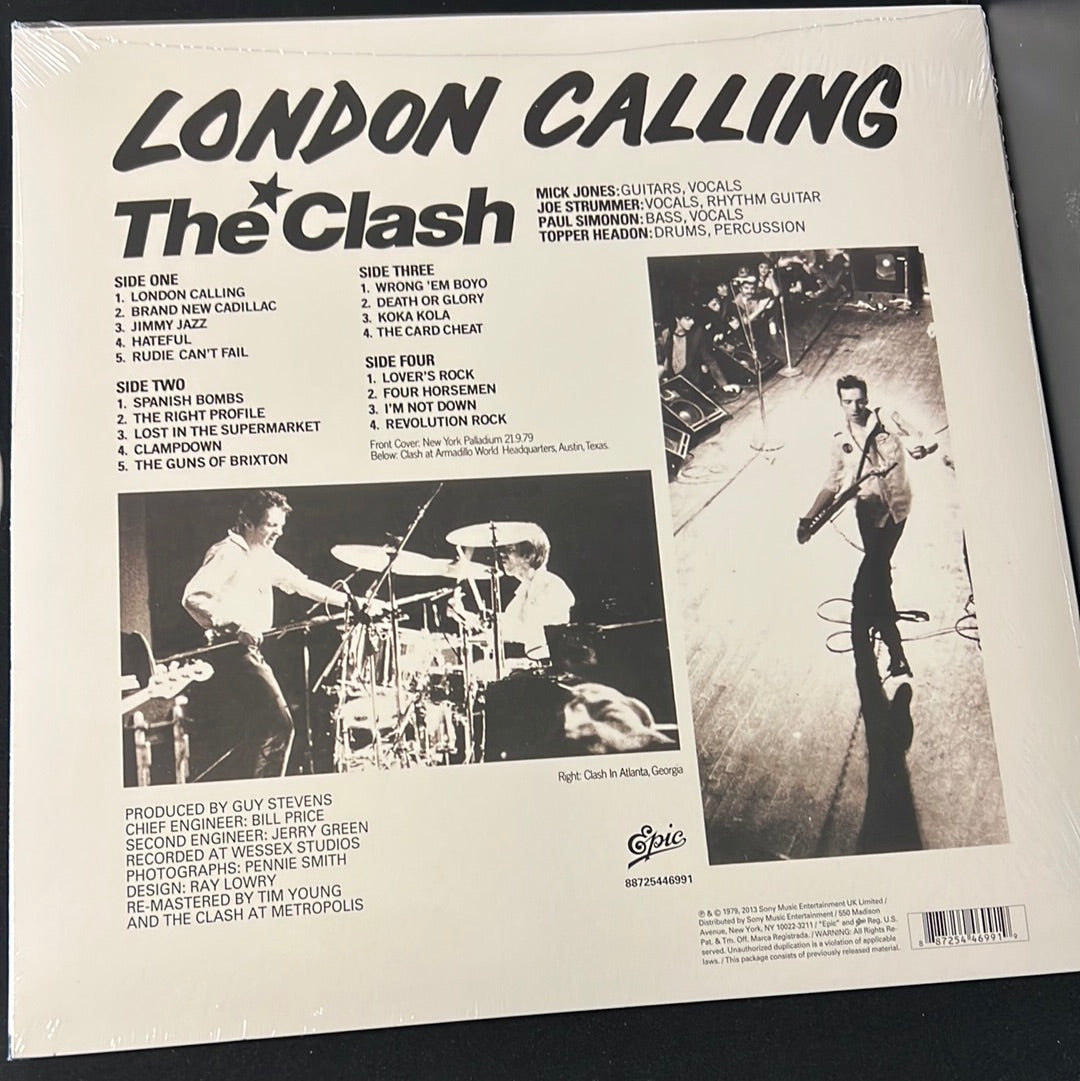 LONDON CALLING
The Clash
MICK JONES: GUITARS, VOCALS
JOE STRUMMER: VOCALS, RHYTHM GUITAR
PAUL SIMONON: BASS, VOCALS
TOPPER HEADON: DRUMS, PERCUSSION
SIDE ONE
1. LONDON CALLING
2. BRAND NEW CADILLAC
3. JIMMY JAZZ
4. HATEFUL
5. RUDIE CAN'T FAIL
SIDE TWO
1. SPANISH BOMBS
2. THE RIGHT PROFILE
3. LOST IN THE SUPERMARKET
4. CLAMPDOWN
5. THE GUNS OF BRIXTON
SIDE THREE
1. WRONG 'EM BOYO
2. DEATH OR GLORY
3. KOKA KOLA
4. THE CARD CHEAT
SIDE FOUR
1. LOVER'S ROCK
2. FOUR HORSEMEN
3. I'M NOT DOWN
4. REVOLUTION ROCK
Front Cover: New York Palladium 21.9.79
Below: Clash at Armadillo World Headquarters, Austin, Texas.
Right: Clash In Atlanta, Georgia
PRODUCED BY GUY STEVENS
CHIEF ENGINEER: BILL PRICE
SECOND ENGINEER: JERRY GREEN
RECORDED AT WESSEX STUDIOS
PHOTOGRAPHS: PENNIE SMITH
DESIGN: RAY LOWRY
RE-MASTERED BY TIM YOUNG
AND THE CLASH AT METROPOLIS
Epic
88725446991
℗ & © 1979, 2013 Sony Music Entertainment UK Limited /
Distributed by Sony Music Entertainment / 550 Madison
Avenue, New York, NY 10022-3211 / "Epic" and Epic Reg. U.S.
Pat. & Tm. Off. Marca Registrada. / WARNING: All Rights Re-
served. Unauthorized duplication is a violation of applicable
laws. / This package consists of previously released material.
8 87254 46991 9